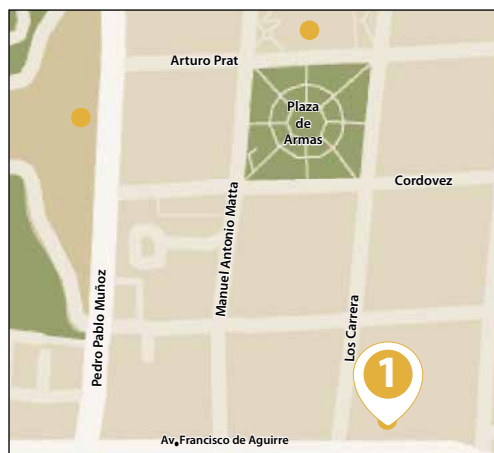 Arturo Prat
Plaza
de
Armas
Cordovez
Manuel Antonio Matta
Pedro Pablo Muñoz
Los Carrera
1
Av. Francisco de Aguirre